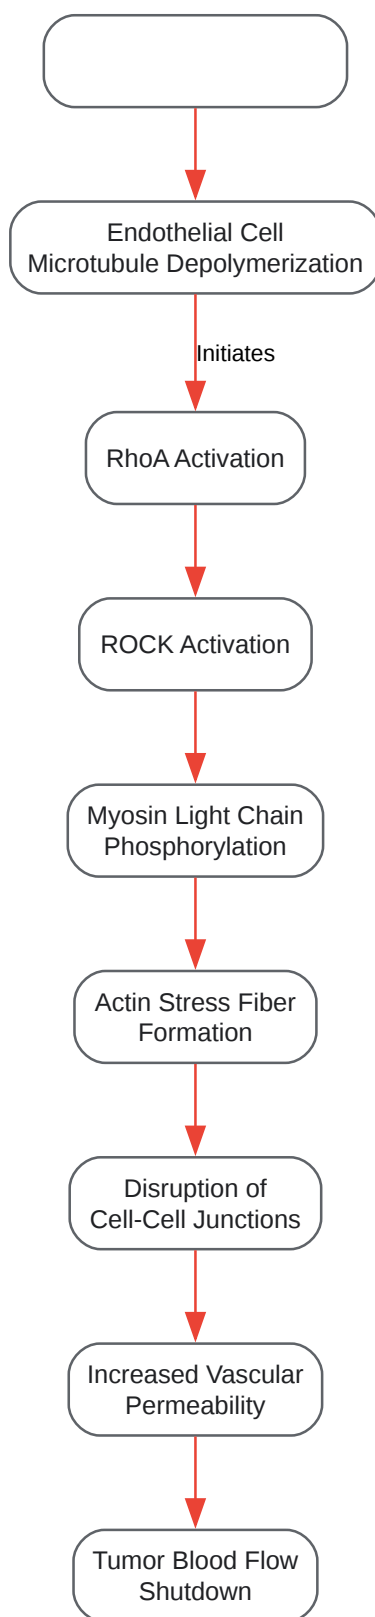 Endothelial Cell
Microtubule Depolymerization
Initiates
RhoA Activation
ROCK Activation
Myosin Light Chain
Phosphorylation
Actin Stress Fiber
Formation
Disruption of
Cell-Cell Junctions
Increased Vascular
Permeability
Tumor Blood Flow
Shutdown